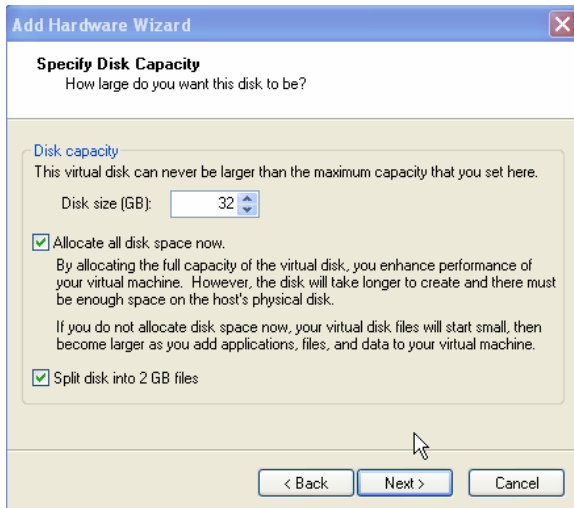 Add Hardware Wizard
Specify Disk Capacity
How large do you want this disk to be?
Disk capacity
This virtual disk can never be larger than the maximum capacity that you set here.
Disk size (GB): 32
Allocate all disk space now.
By allocating the full capacity of the virtual disk, you enhance performance of
your virtual machine. However, the disk will take longer to create and there must
be enough space on the host's physical disk.
If you do not allocate disk space now, your virtual disk files will start small, then
become larger as you add applications, files, and data to your virtual machine.
Split disk into 2 GB files
< Back Next > Cancel